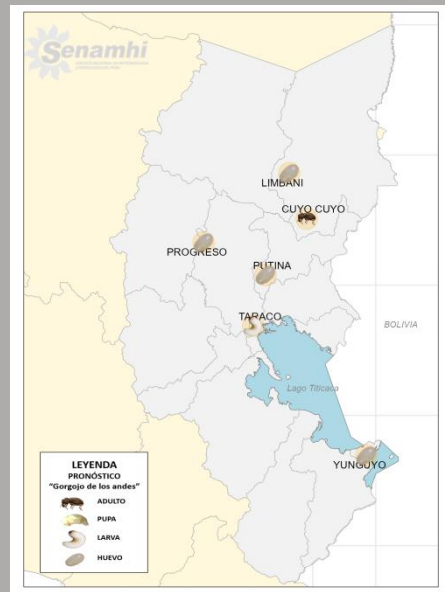 Senamhi
LIMBANI
CUYO CUYO
PROGRESO
PUTINA
TARACO
BOLIVIA
Lago Titicaca
YUNGUYO
LEYENDA
PRONÓSTICO
"Gorgojo de los andes"
ADULTO
PUPA
LARVA
HUEVO